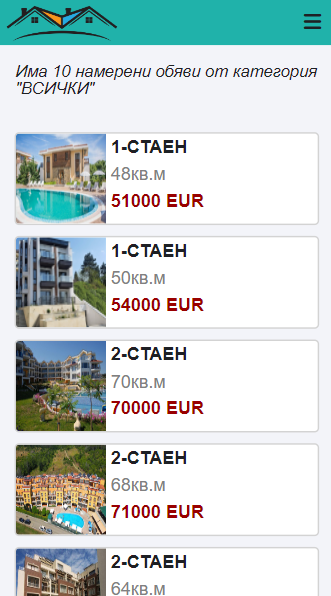 Има 10 намерени обяви от категория
"ВСИЧКИ"
1-СТАЕН
48кв.м
51000 EUR
1-СТАЕН
50кв.м
54000 EUR
2-СТАЕН
70кв.м
70000 EUR
2-СТАЕН
68кв.м
71000 EUR
2-СТАЕН
64кв.м